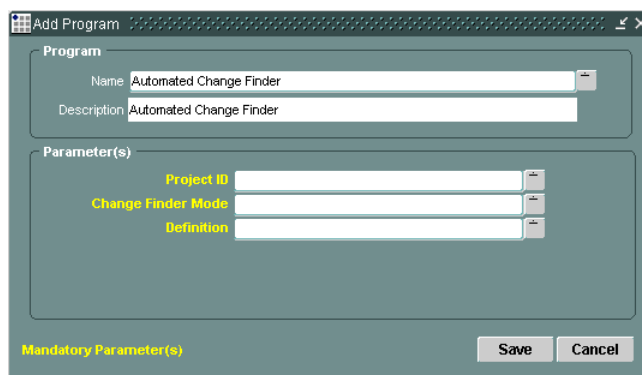 Add Program
Program
Name Automated Change Finder
Description Automated Change Finder
Parameter(s)
Project ID
Change Finder Mode
Definition
Mandatory Parameter(s) Save Cancel